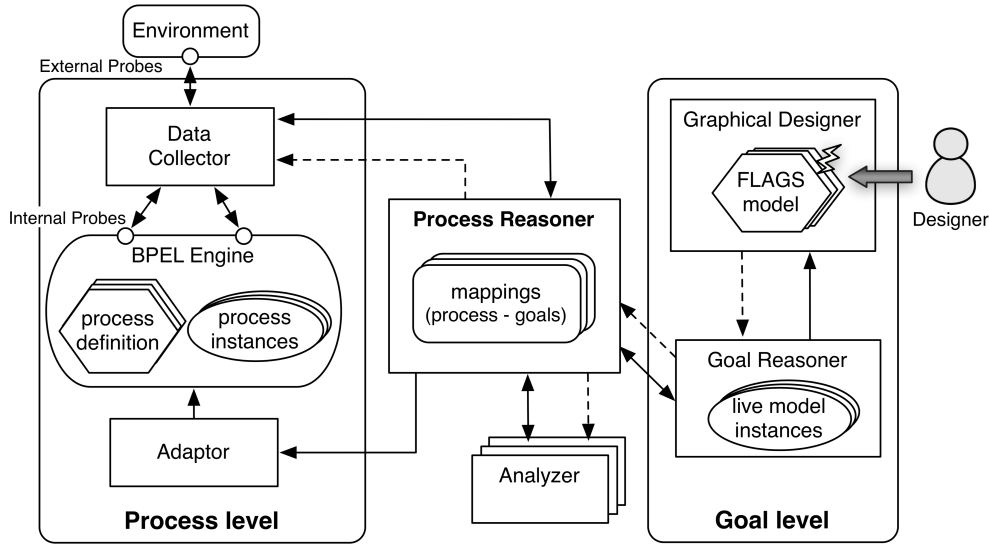 Environment
External Probes
Data
Collector
Internal Probes
BPEL Engine
process
definition
process
instances
Adaptor
Process level
Process Reasoner
mappings
(process - goals)
Analyzer
Graphical Designer
FLAGS
model
Designer
Goal Reasoner
live model
instances
Goal level